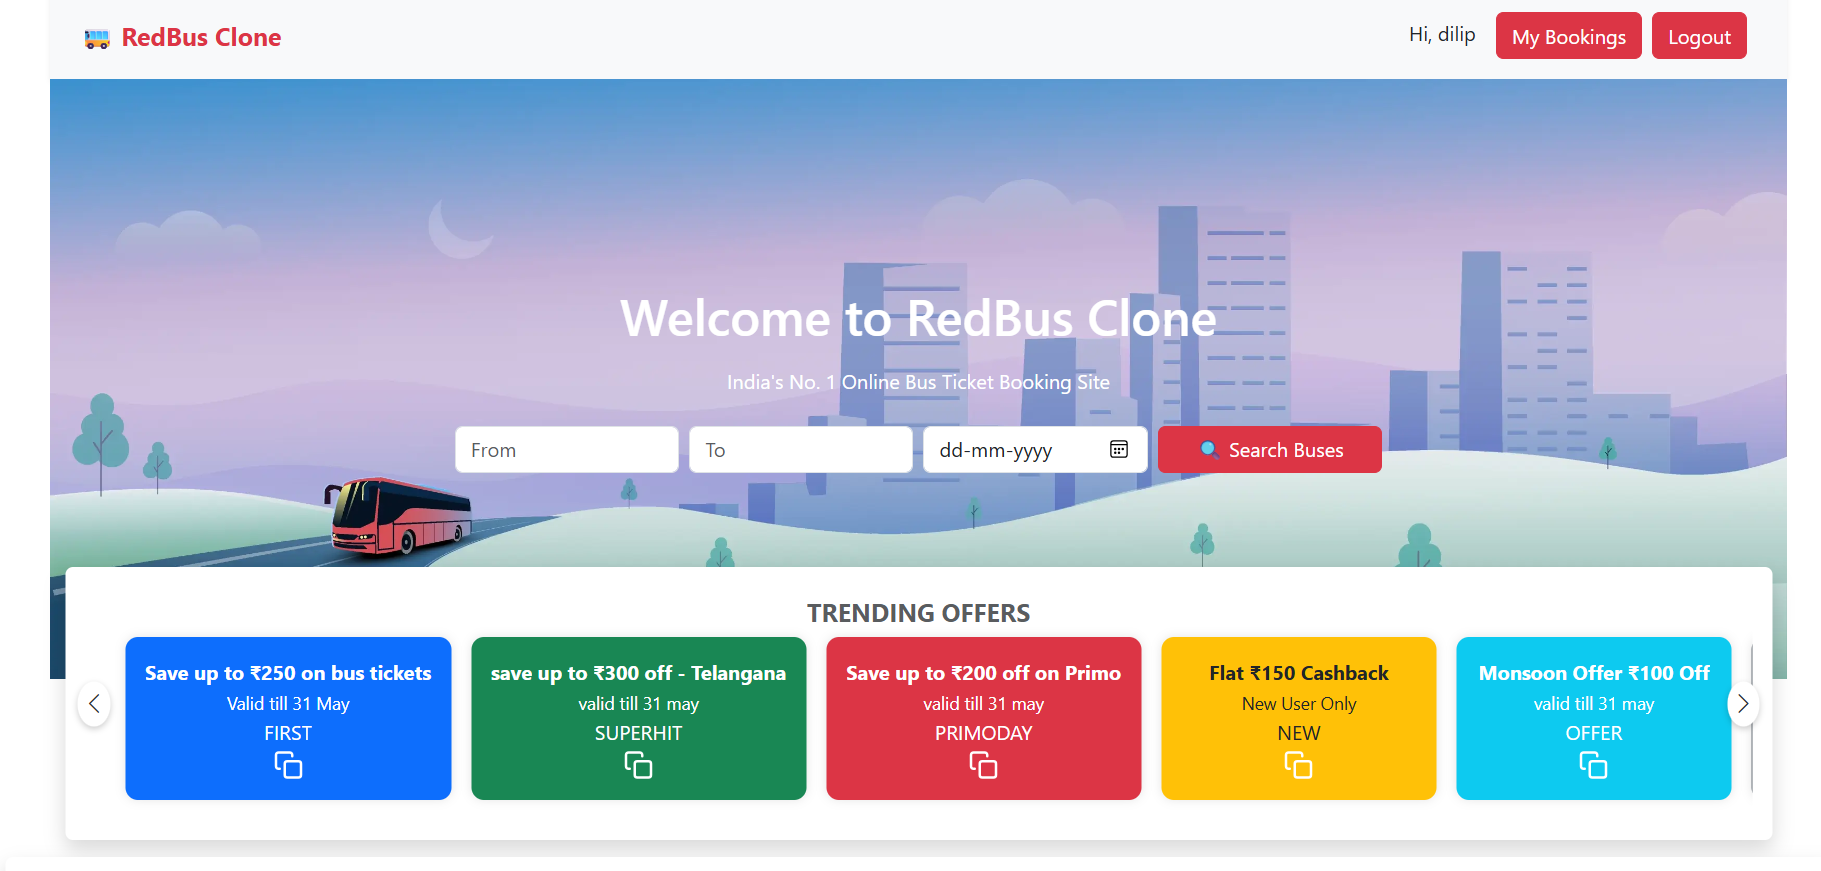 RedBus Clone
Hi, dilip
My Bookings
Logout
Welcome to RedBus Clone
India's No. 1 Online Bus Ticket Booking Site
From
To
dd-mm-yyyy
Search Buses
TRENDING OFFERS
Save up to ₹250 on bus tickets
Valid till 31 May
FIRST
save up to ₹300 off - Telangana
valid till 31 may
SUPERHIT
Save up to ₹200 off on Primo
valid till 31 may
PRIMODAY
Flat ₹150 Cashback
New User Only
NEW
Monsoon Offer ₹100 Off
valid till 31 may
OFFER